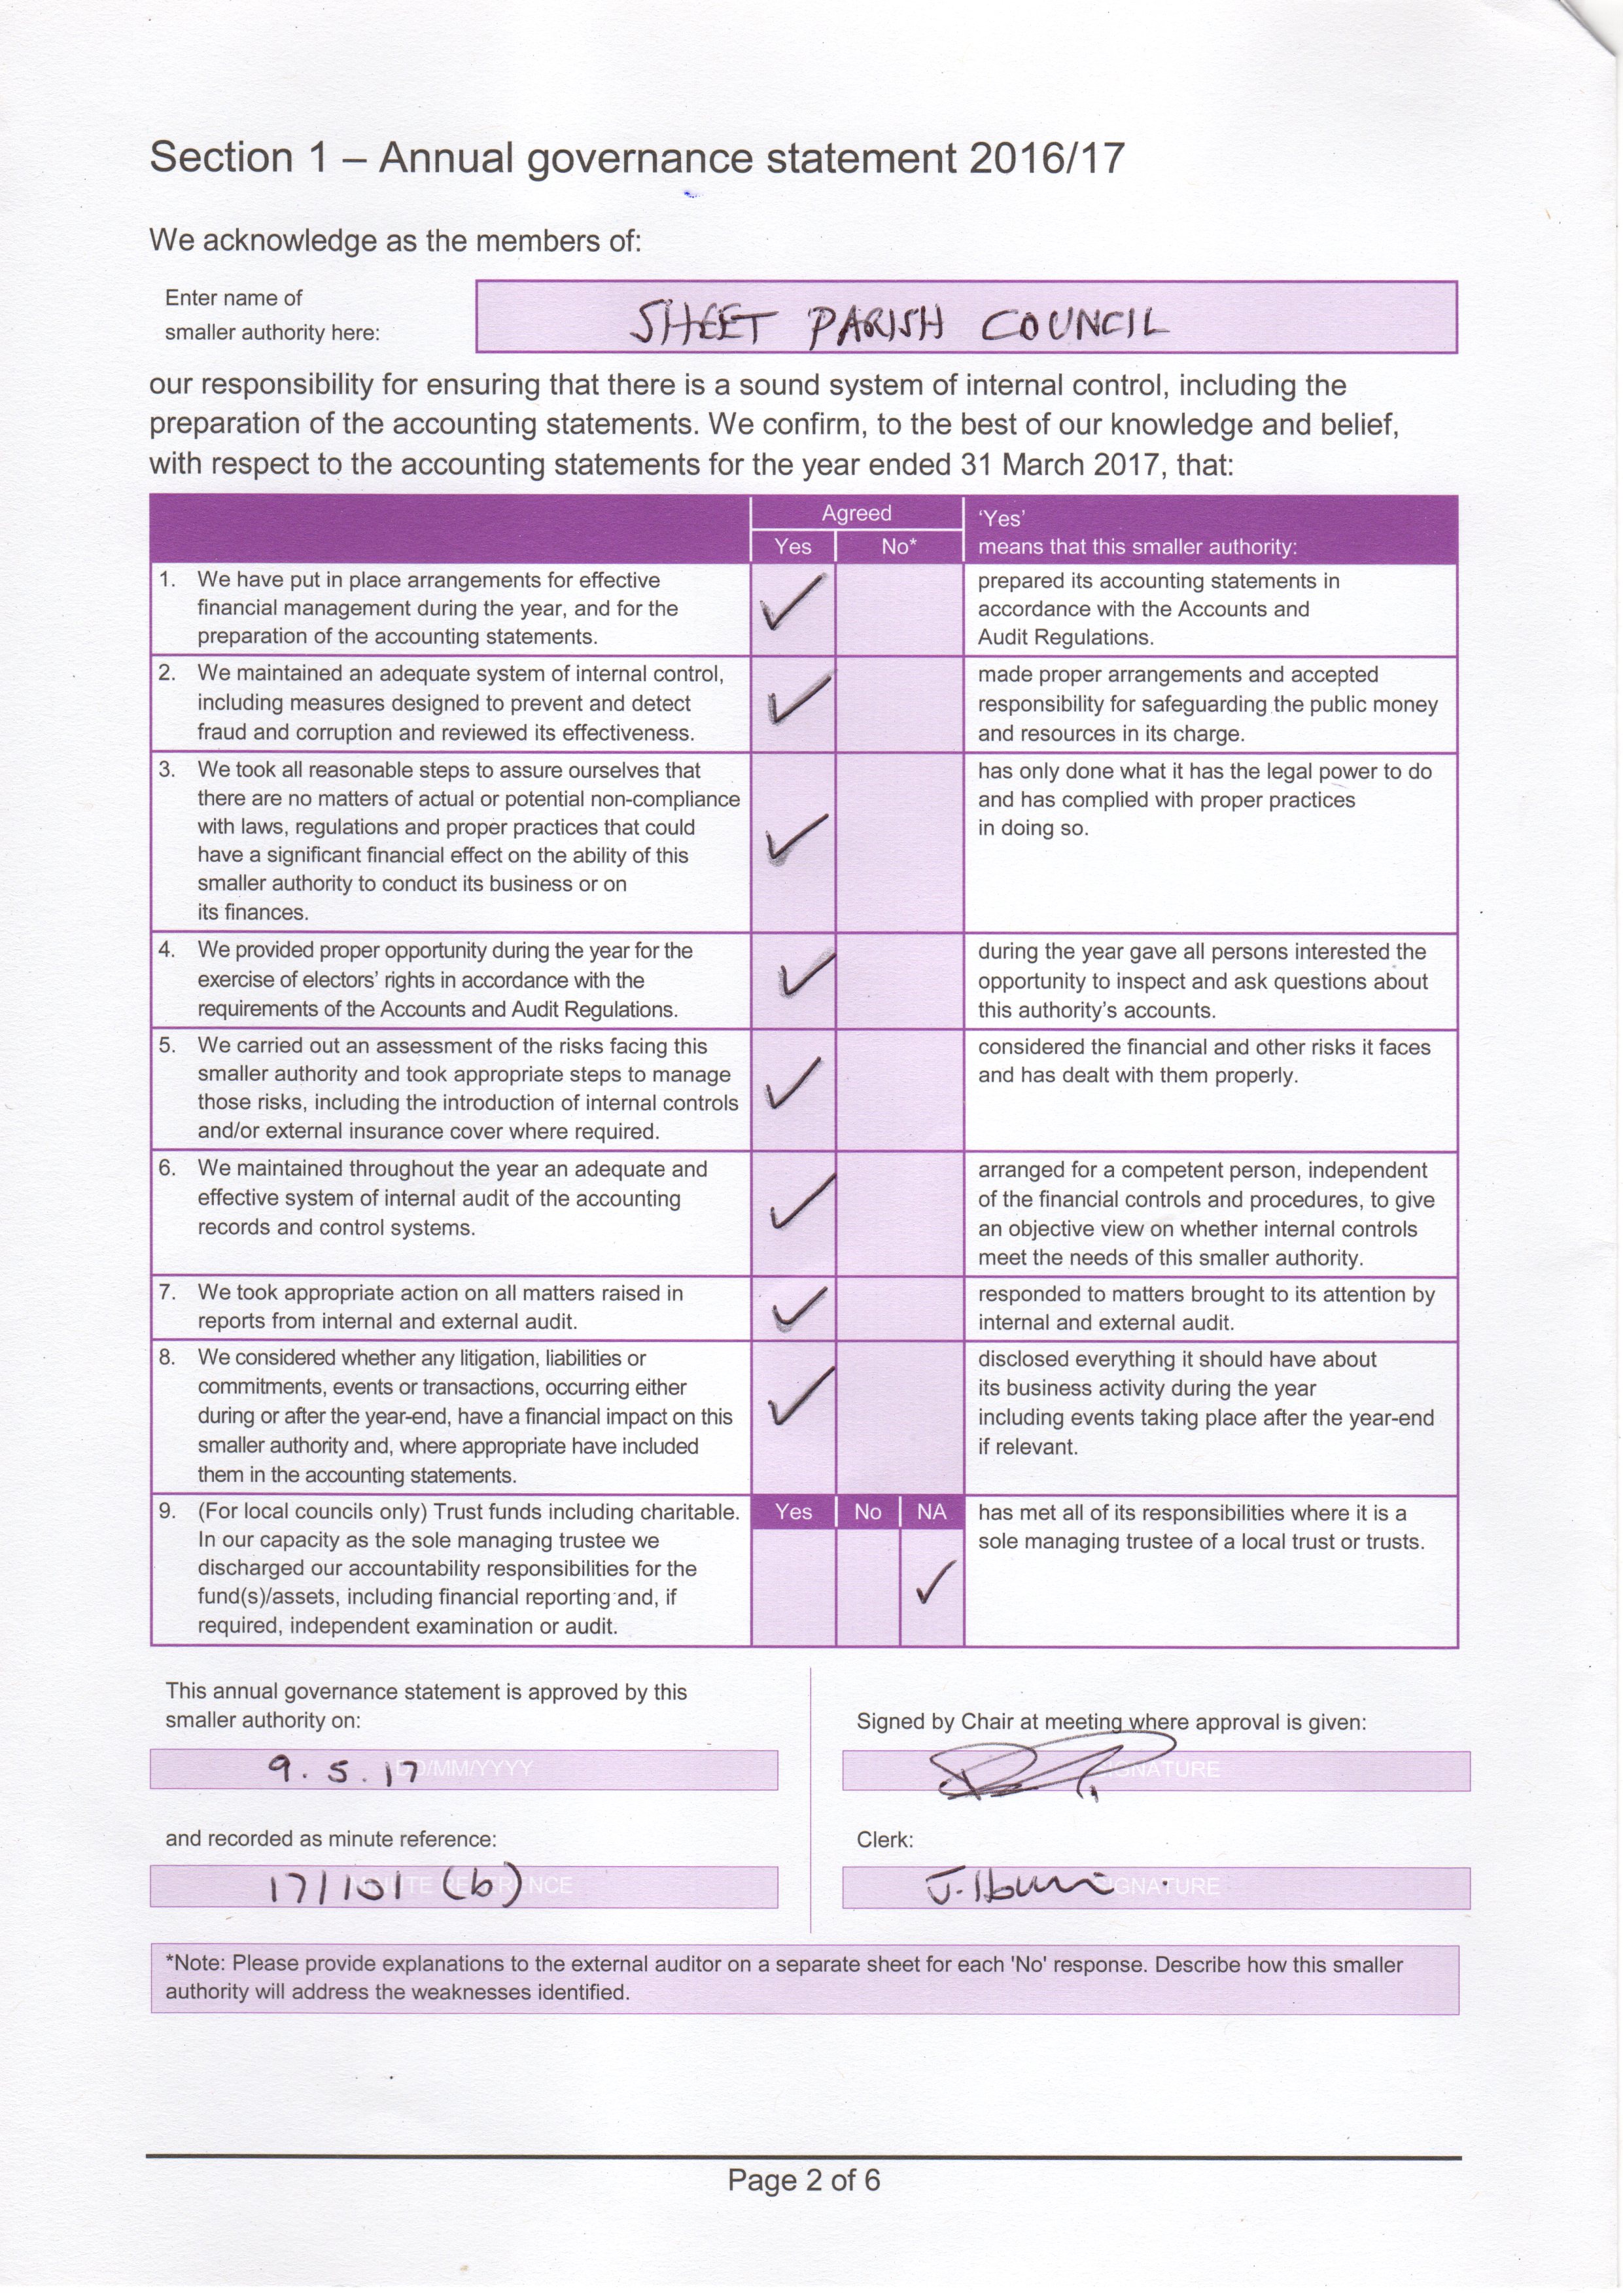 Section 1 – Annual governance statement 2016/17
We acknowledge as the members of:
Enter name of
smaller authority here:
SHEET PARISH COUNCIL
our responsibility for ensuring that there is a sound system of internal control, including the
preparation of the accounting statements. We confirm, to the best of our knowledge and belief,
with respect to the accounting statements for the year ended 31 March 2017, that:
Agreed
Yes No*
‘Yes’
means that this smaller authority:
1. We have put in place arrangements for effective
financial management during the year, and for the
preparation of the accounting statements.
prepared its accounting statements in
accordance with the Accounts and
Audit Regulations.
2. We maintained an adequate system of internal control,
including measures designed to prevent and detect
fraud and corruption and reviewed its effectiveness.
made proper arrangements and accepted
responsibility for safeguarding the public money
and resources in its charge.
3. We took all reasonable steps to assure ourselves that
there are no matters of actual or potential non-compliance
with laws, regulations and proper practices that could
have a significant financial effect on the ability of this
smaller authority to conduct its business or on
its finances.
has only done what it has the legal power to do
and has complied with proper practices
in doing so.
4. We provided proper opportunity during the year for the
exercise of electors’ rights in accordance with the
requirements of the Accounts and Audit Regulations.
during the year gave all persons interested the
opportunity to inspect and ask questions about
this authority’s accounts.
5. We carried out an assessment of the risks facing this
smaller authority and took appropriate steps to manage
those risks, including the introduction of internal controls
and/or external insurance cover where required.
considered the financial and other risks it faces
and has dealt with them properly.
6. We maintained throughout the year an adequate and
effective system of internal audit of the accounting
records and control systems.
arranged for a competent person, independent
of the financial controls and procedures, to give
an objective view on whether internal controls
meet the needs of this smaller authority.
7. We took appropriate action on all matters raised in
reports from internal and external audit.
responded to matters brought to its attention by
internal and external audit.
8. We considered whether any litigation, liabilities or
commitments, events or transactions, occurring either
during or after the year-end, have a financial impact on this
smaller authority and, where appropriate have included
them in the accounting statements.
disclosed everything it should have about
its business activity during the year
including events taking place after the year-end
if relevant.
9. (For local councils only) Trust funds including charitable.
In our capacity as the sole managing trustee we
discharged our accountability responsibilities for the
fund(s)/assets, including financial reporting and, if
required, independent examination or audit.
Yes No NA
has met all of its responsibilities where it is a
sole managing trustee of a local trust or trusts.
This annual governance statement is approved by this
smaller authority on:
9.5.17
DD/MM/YYYY
and recorded as minute reference:
17/101 (b)
MINUTE REFERENCE
Signed by Chair at meeting where approval is given:
SIGNATURE
Clerk:
SIGNATURE
*Note: Please provide explanations to the external auditor on a separate sheet for each 'No' response. Describe how this smaller
authority will address the weaknesses identified.
Page 2 of 6